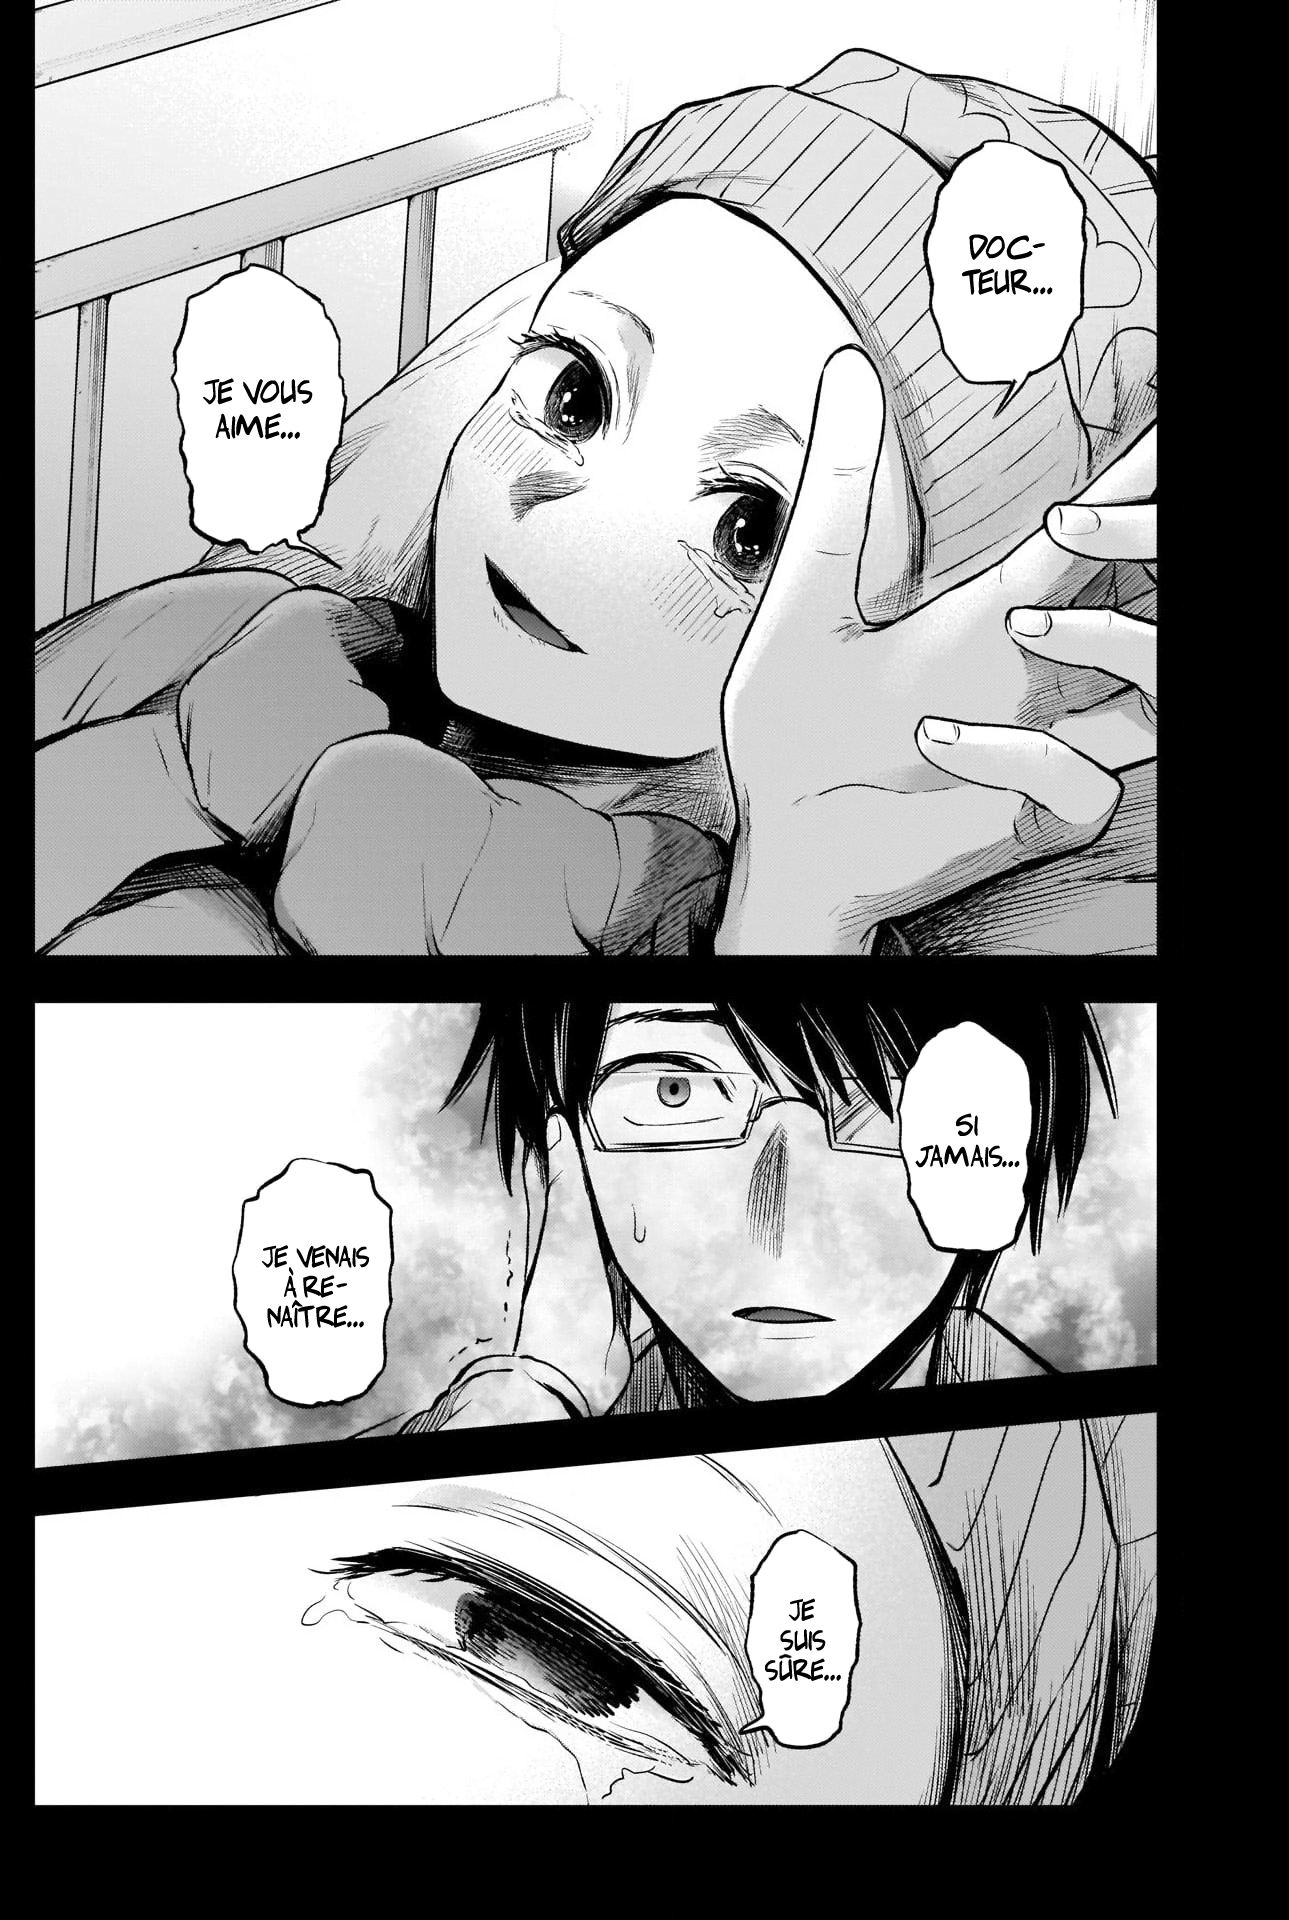 DOC-
TEUR...
JE VOUS
AIME...
SI
JAMAIS...
JE VENAIS
À RE-
NAÎTRE...
JE
SUIS
SÛRE...